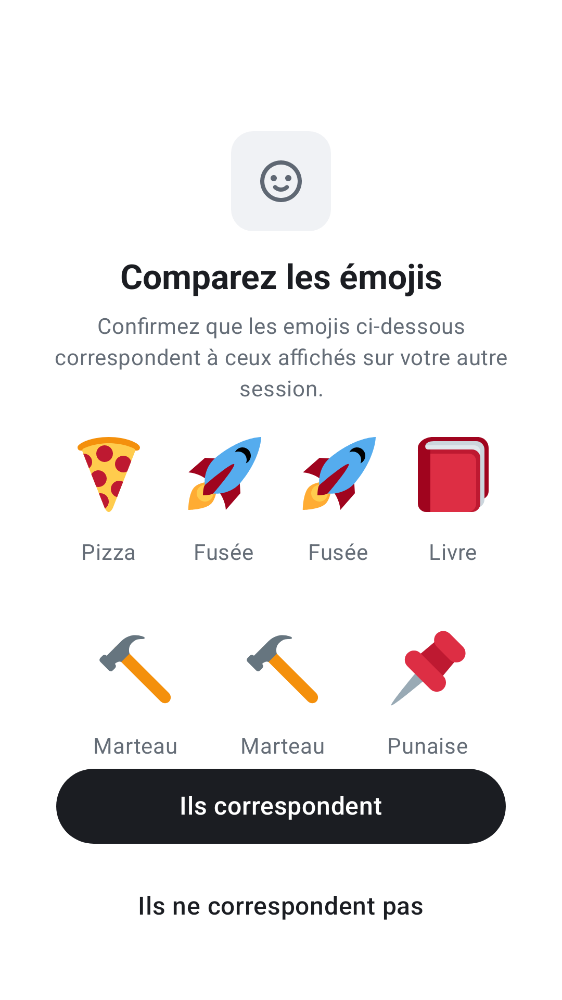 Comparez les émojis
Confirmez que les emojis ci-dessous
correspondent à ceux affichés sur votre autre
session.
Pizza
Fusée
Fusée
Livre
Marteau
Marteau
Punaise
Ils correspondent
Ils ne correspondent pas